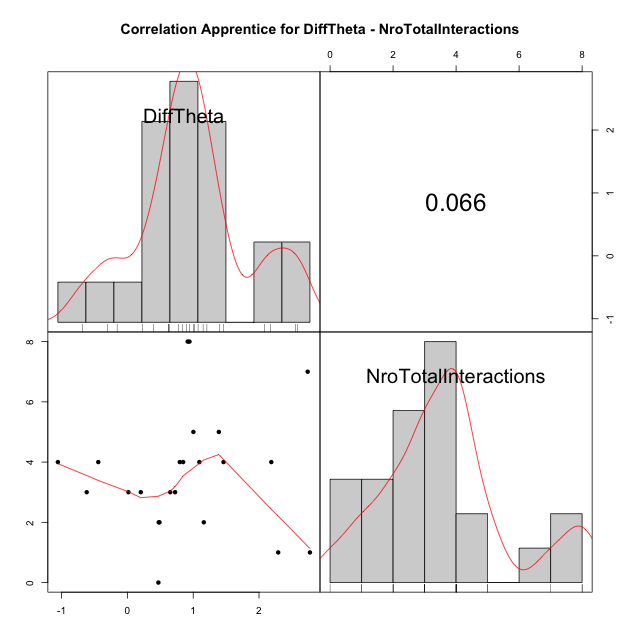 Correlation Apprentice for DiffTheta - NroTotalInteractions
0 2 4 6 8
DiffTheta
0.066
2
1
0
-1
NroTotalInteractions
8
6
4
2
0
-1 0 1 2